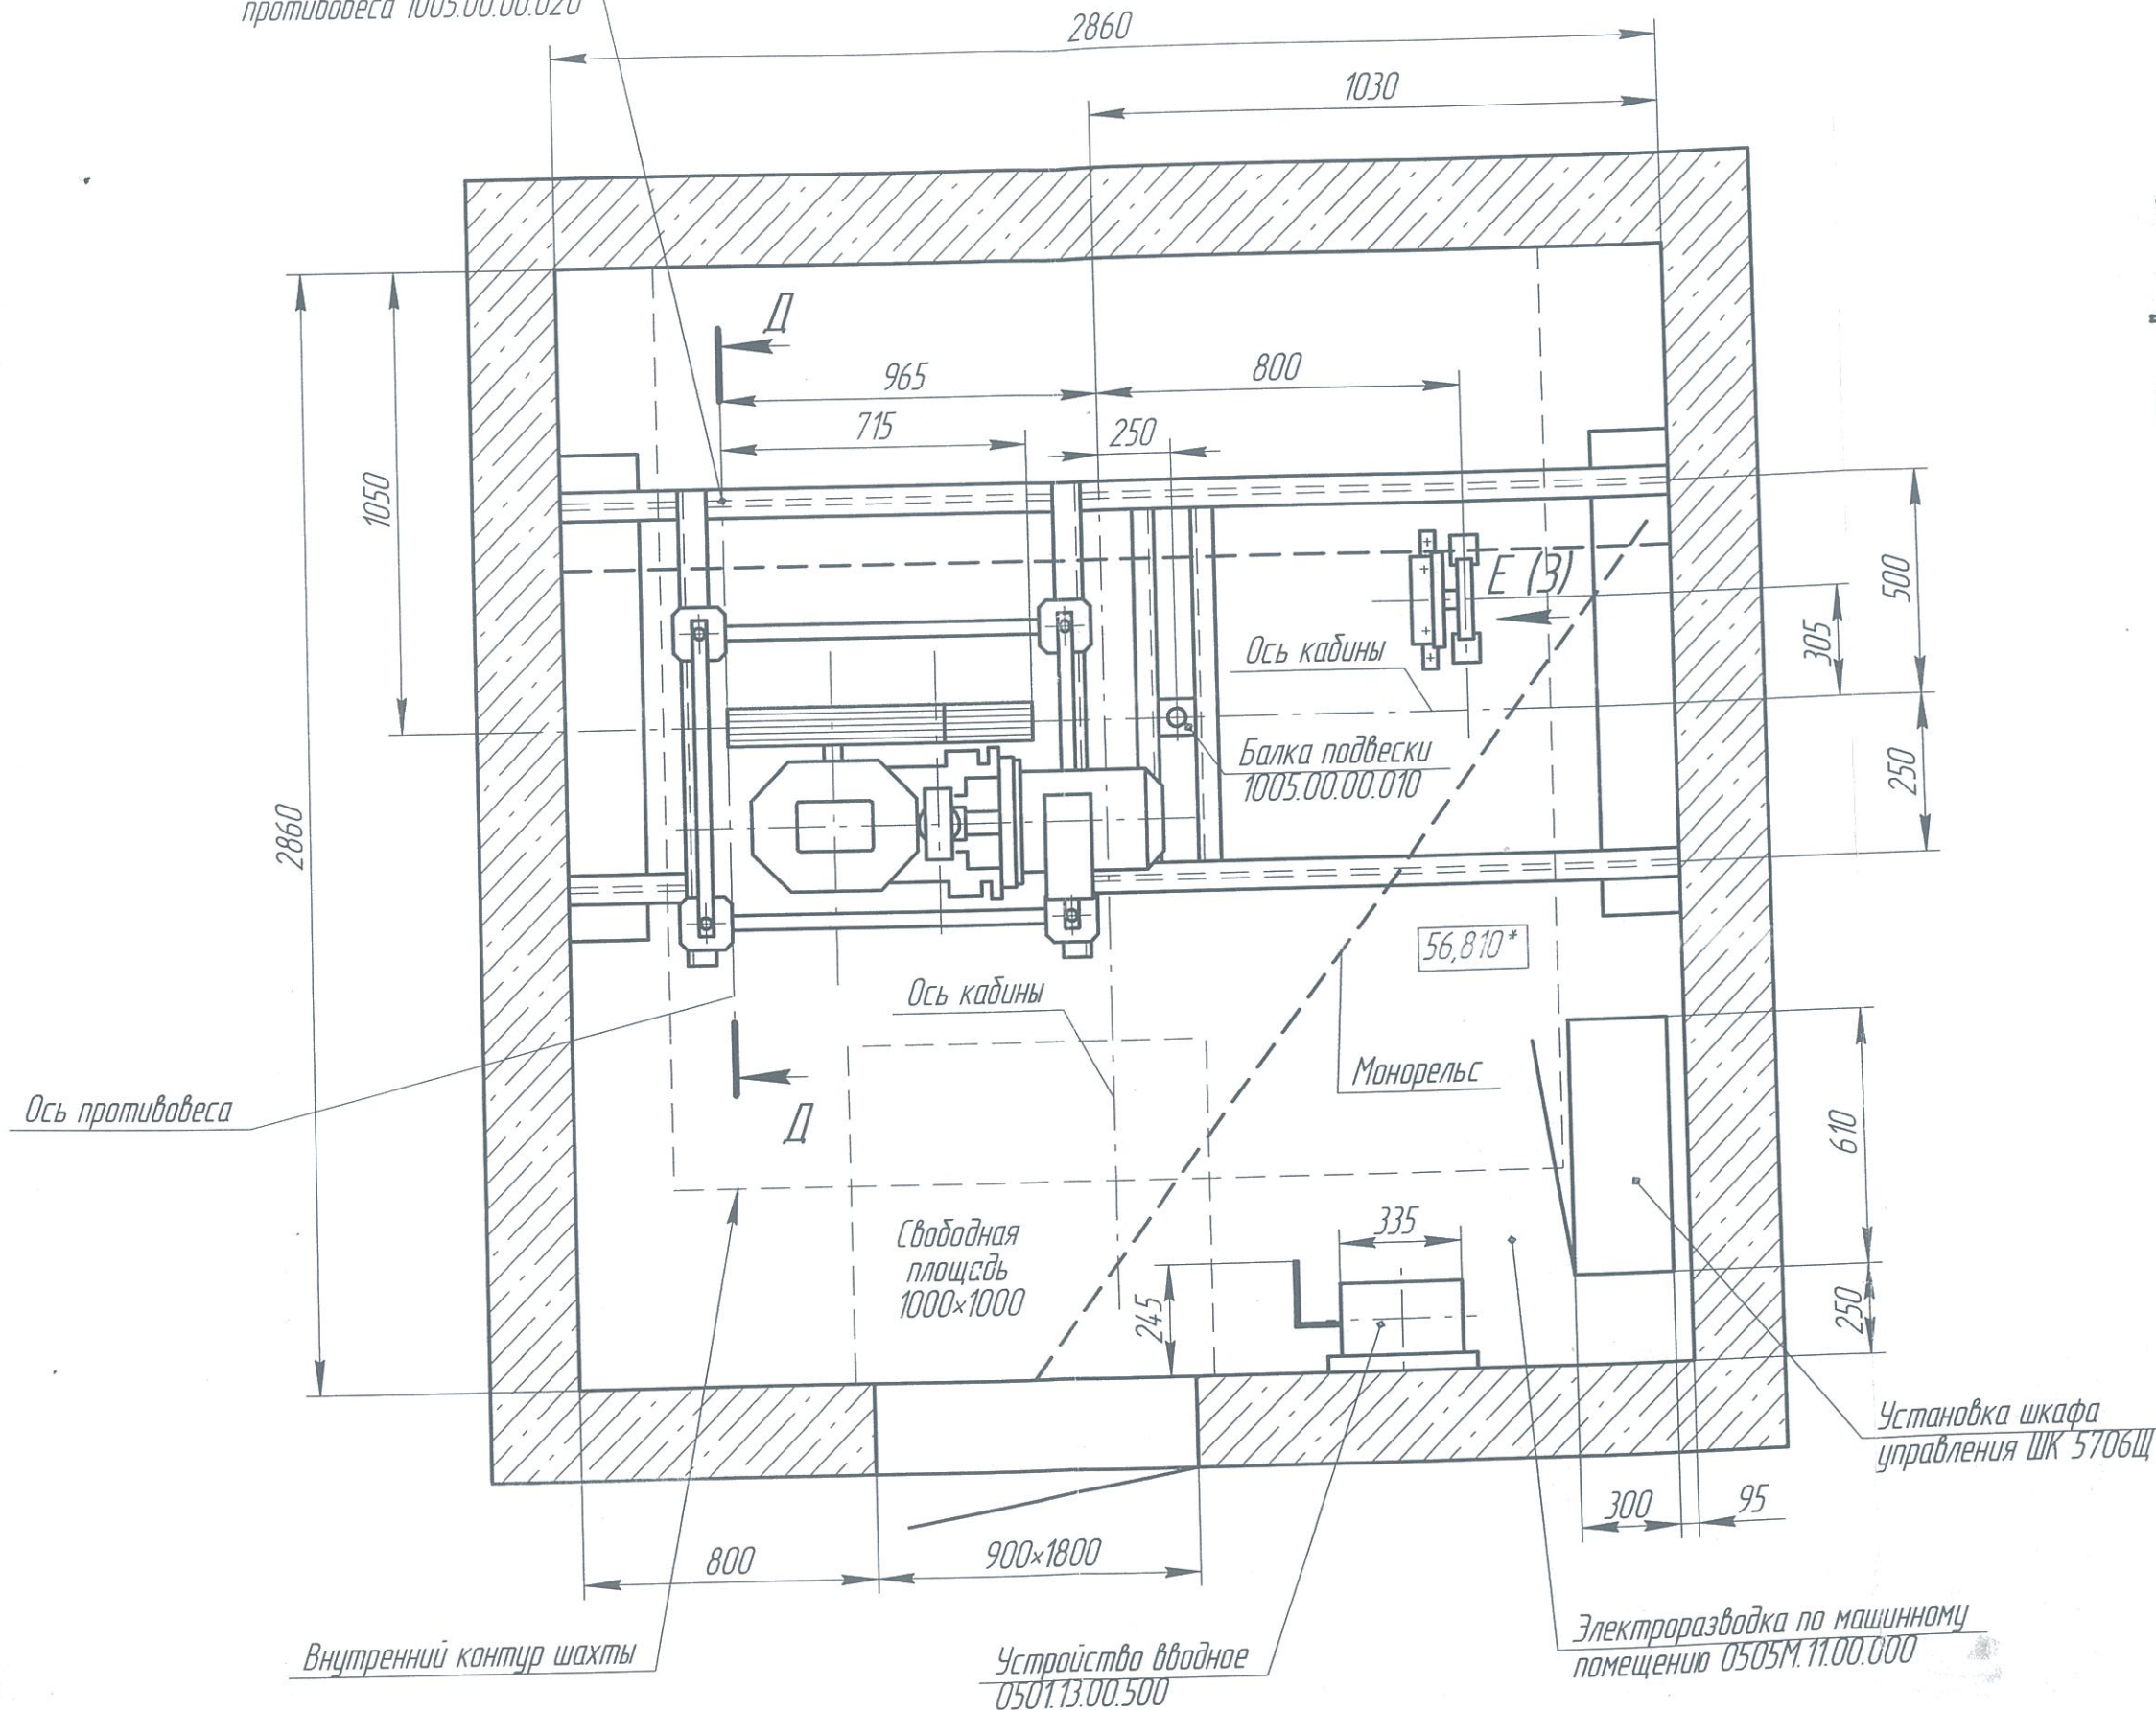 противовеса 1005.00.00.020
2860
1030
Д
965
800
715
250
1050
500
Е (3)
305
Ось кабины
Балка подвески
1005.00.00.010
250
2860
56,810*
Ось кабины
Монорельс
610
Ось противовеса
Д
Свободная
площадь
1000×1000
335
245
250
Установка шкафа
управления ШК 5706Щ
300
95
800
900×1800
Внутренний контур шахты
Устройство вводное
0501.13.00.500
Электроразводка по машинному
помещению 0505М.11.00.000